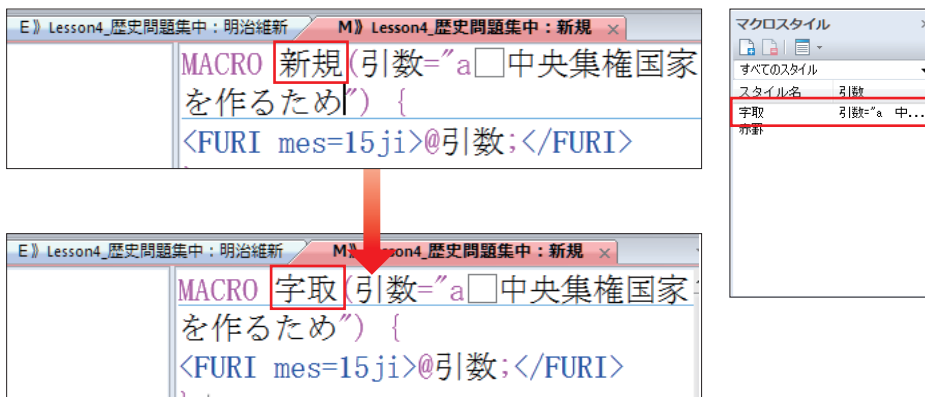 E》Lesson4_歴史問題集中：明治維新
M》Lesson4_歴史問題集中：新規 ×
MACRO 新規(引数="a□中央集権国家
を作るため") {
<FURI mes=15ji>@引数;</FURI>
E》Lesson4_歴史問題集中：明治維新
M》Lesson4_歴史問題集中：新規 ×
MACRO 字取(引数="a□中央集権国家
を作るため") {
<FURI mes=15ji>@引数;</FURI>
マクロスタイル
すべてのスタイル
スタイル名 引数
字取 引数="a 中...
赤罫